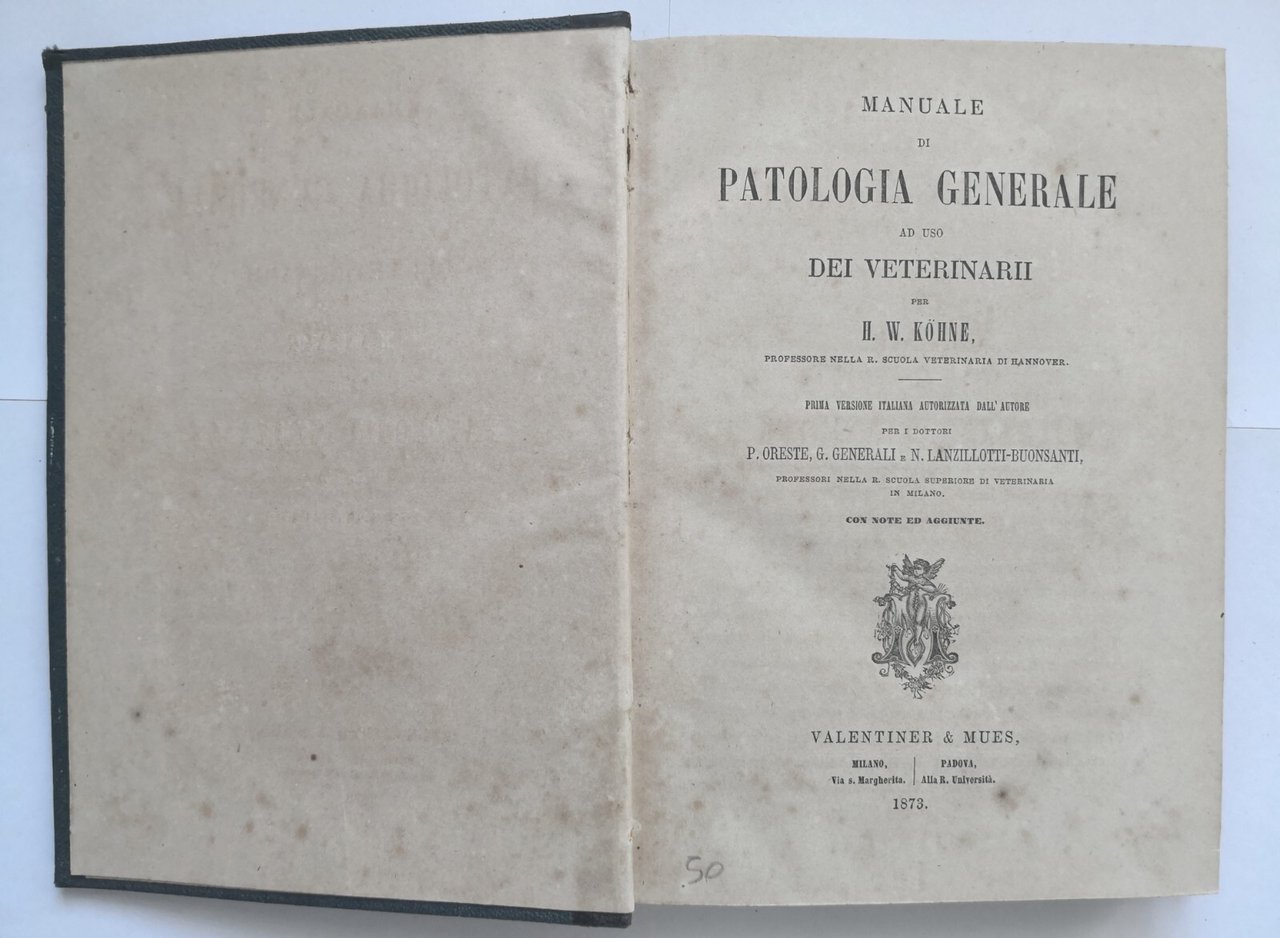 MANUALE
DI
PATOLOGIA GENERALE
AD USO
DEI VETERINARII
PER
H. W. KÖHNE,
PROFESSORE NELLA R. SCUOLA VETERINARIA DI HANNOVER.
PRIMA VERSIONE ITALIANA AUTORIZZATA DALL'AUTORE
PER I DOTTORI
P. ORESTE, G. GENERALI E N. LANZILLOTTI-BUONSANTI,
PROFESSORI NELLA R. SCUOLA SUPERIORE DI VETERINARIA
IN MILANO.
CON NOTE ED AGGIUNTE.
VALENTINER & MUES,
MILANO, PADOVA,
Via s. Margherita. Alla R. Università.
1873.
50